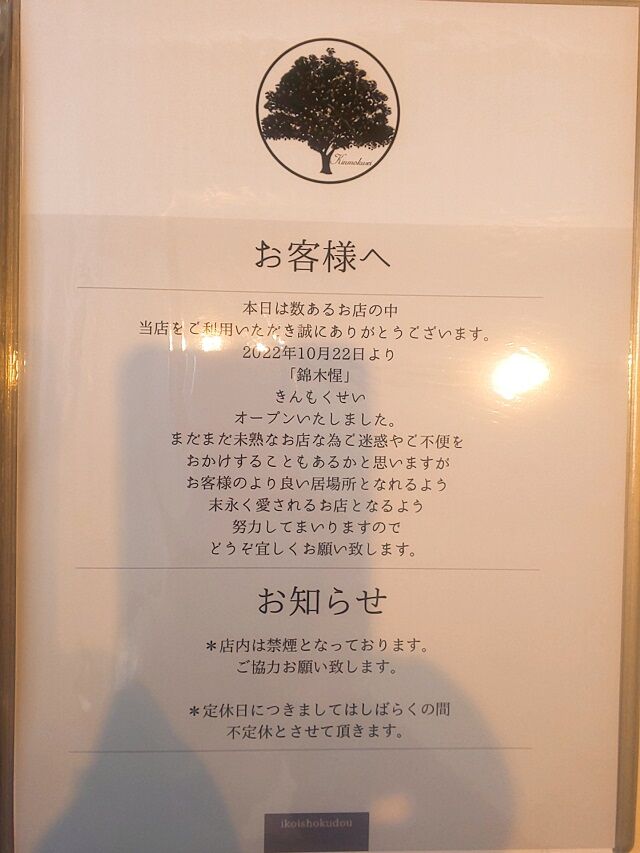 Kinmokusei
お客様へ
本日は数あるお店の中
当店をご利用いただき誠にありがとうございます。
2022年10月22日より
「錦木惺」
きんもくせい
オープンいたしました。
まだまだ未熟なお店な為ご迷惑やご不便を
おかけすることもあるかと思いますが
お客様のより良い居場所となれるよう
末永く愛されるお店となるよう
努力してまいりますので
どうぞ宜しくお願い致します。
お知らせ
＊店内は禁煙となっております。
ご協力お願い致します。
＊定休日につきましてはしばらくの間
不定休とさせて頂きます。
ikoishokudou